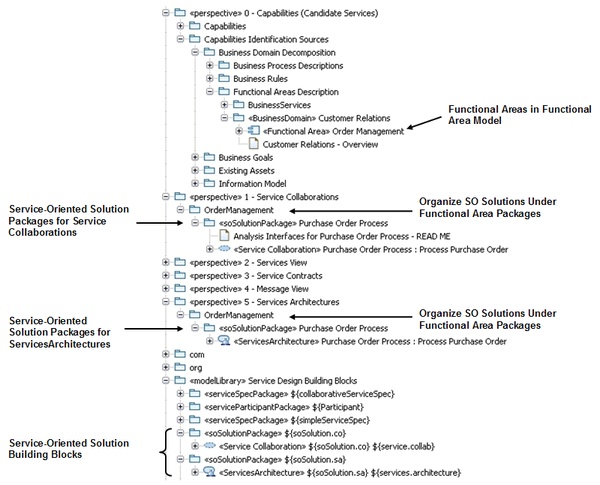 «perspective» 0 - Capabilities (Candidate Services)
Capabilities
Capabilities Identification Sources
Business Domain Decomposition
Business Process Descriptions
Business Rules
Functional Areas Description
BusinessServices
«BusinessDomain» Customer Relations
«Functional Area» Order Management
Customer Relations - Overview
Functional Areas in Functional
Area Model
Business Goals
Existing Assets
Information Model
«perspective» 1 - Service Collaborations
OrderManagement
«soSolutionPackage» Purchase Order Process
Analysis Interfaces for Purchase Order Process - READ ME
«Service Collaboration» Purchase Order Process : Process Purchase Order
Service-Oriented Solution
Packages for Service
Collaborations
Organize SO Solutions Under
Functional Area Packages
«perspective» 2 - Services View
«perspective» 3 - Service Contracts
«perspective» 4 - Message View
«perspective» 5 - Services Architectures
OrderManagement
«soSolutionPackage» Purchase Order Process
«ServicesArchitecture» Purchase Order Process : Process Purchase Order
Service-Oriented
Solution Packages for
ServicesArchitectures
Organize SO Solutions Under
Functional Area Packages
com
org
«modelLibrary» Service Design Building Blocks
«serviceSpecPackage» ${collaborativeServiceSpec}
«serviceParticipantPackage» ${Participant}
«serviceSpecPackage» ${simpleServiceSpec}
«soSolutionPackage» ${soSolution.co}
«Service Collaboration» ${soSolution.co} ${service.collab}
«soSolutionPackage» ${soSolution.sa}
«ServicesArchitecture» ${soSolution.sa} ${services.architecture}
Service-Oriented Solution
Building Blocks